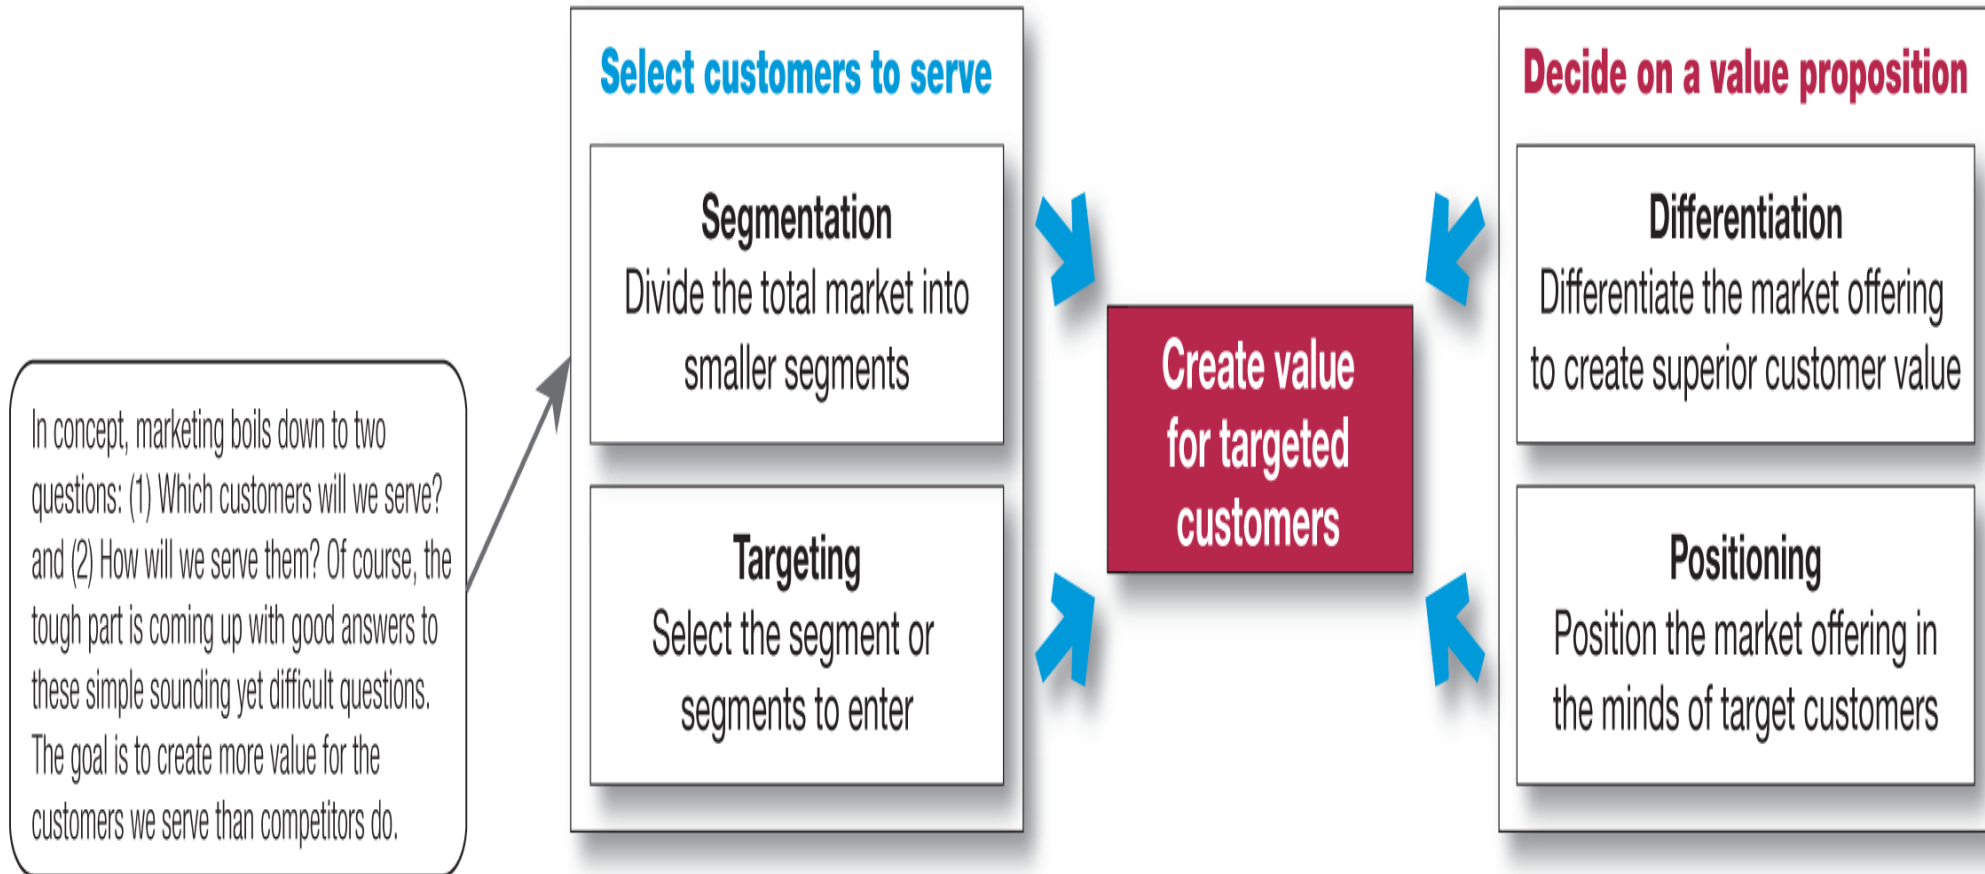 In concept, marketing boils down to two
questions: (1) Which customers will we serve?
and (2) How will we serve them? Of course, the
tough part is coming up with good answers to
these simple sounding yet difficult questions.
The goal is to create more value for the
customers we serve than competitors do.
Select customers to serve
Segmentation
Divide the total market into
smaller segments
Targeting
Select the segment or
segments to enter
Create value
for targeted
customers
Decide on a value proposition
Differentiation
Differentiate the market offering
to create superior customer value
Positioning
Position the market offering in
the minds of target customers